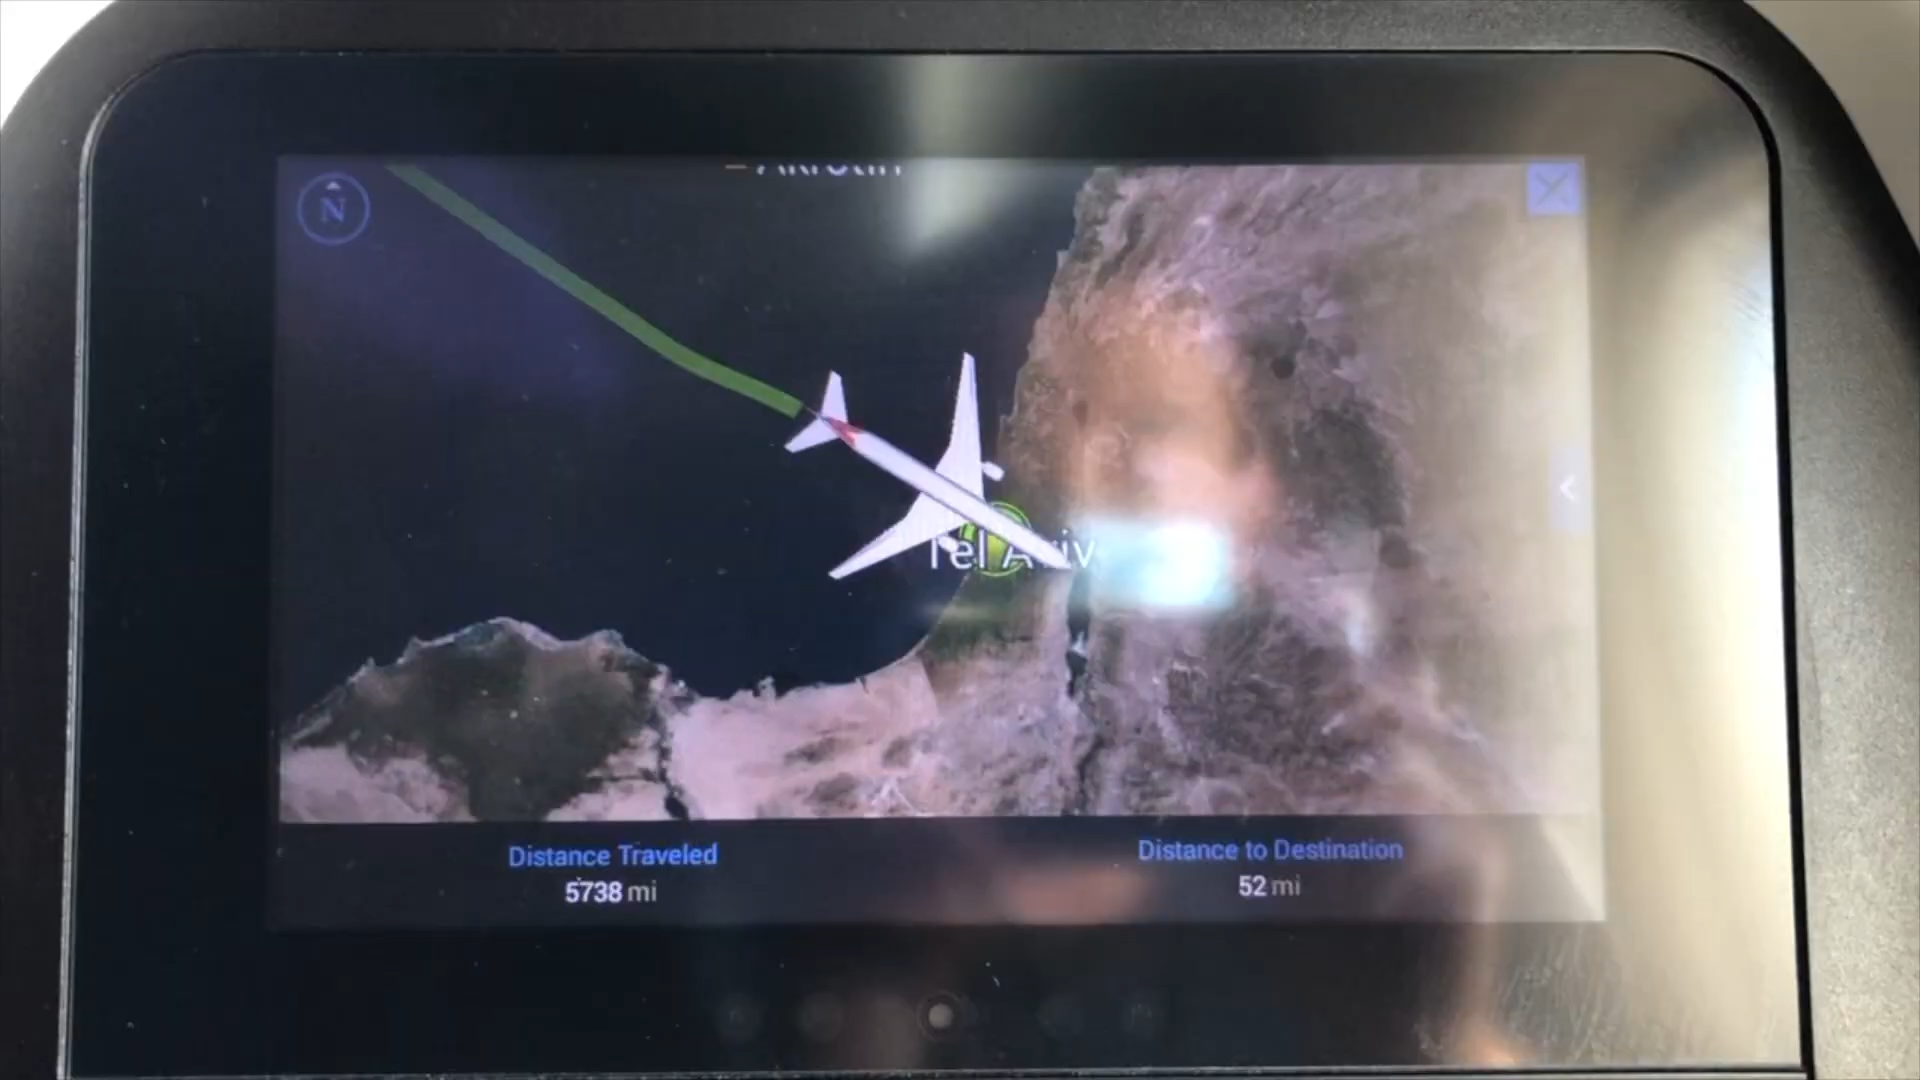 N
Tel Aviv
Distance Traveled
5738 mi
Distance to Destination
52 mi